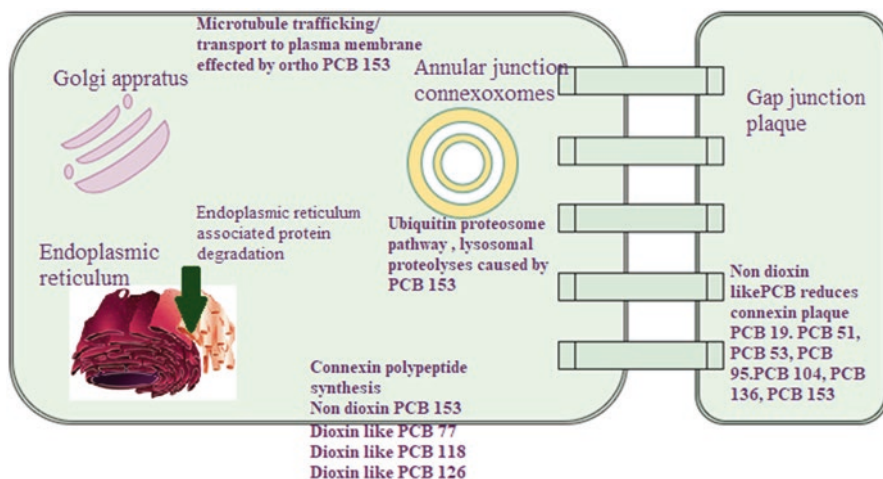 Microtubule trafficking/
transport to plasma membrane
effected by ortho PCB 153
Golgi appratus
Annular junction
connexoxomes
Gap junction
plaque
Endoplasmic reticulum
associated protein
degradation
Endoplasmic
reticulum
Ubiquitin proteosome
pathway , lysosomal
proteolyses caused by
PCB 153
Non dioxin
likePCB reduces
connexin plaque
PCB 19. PCB 51,
PCB 53, PCB
95.PCB 104, PCB
136, PCB 153
Connexin polypeptide
synthesis
Non dioxin PCB 153
Dioxin like PCB 77
Dioxin like PCB 118
Dioxin like PCB 126